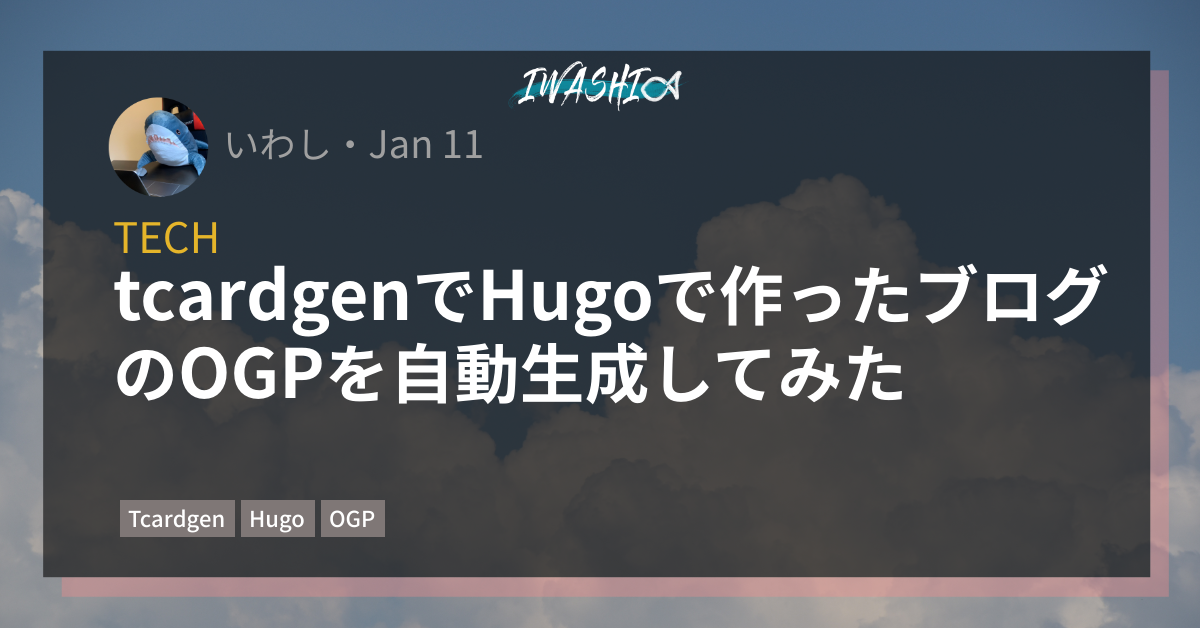 IWASHI
いわし・Jan 11
TECH
tcardgenでHugoで作ったブログ
のOGPを自動生成してみた
Tcardgen Hugo OGP